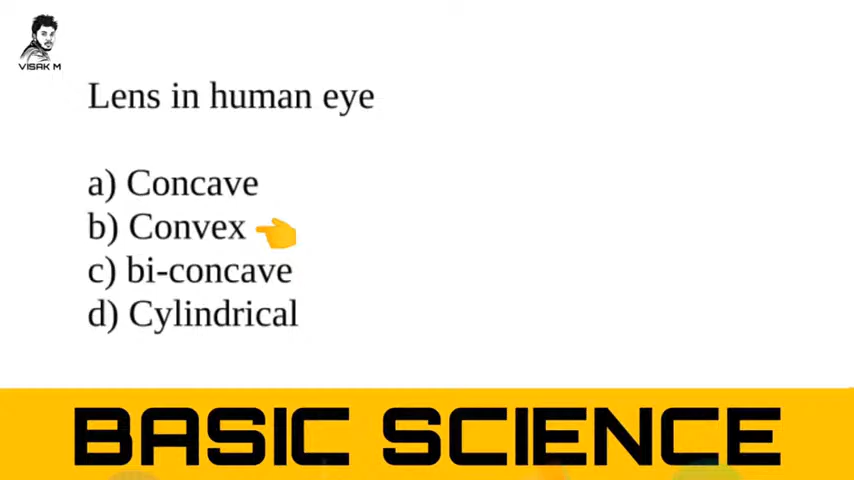 VISAK M
Lens in human eye
a) Concave
b) Convex
c) bi-concave
d) Cylindrical
BASIC SCIENCE